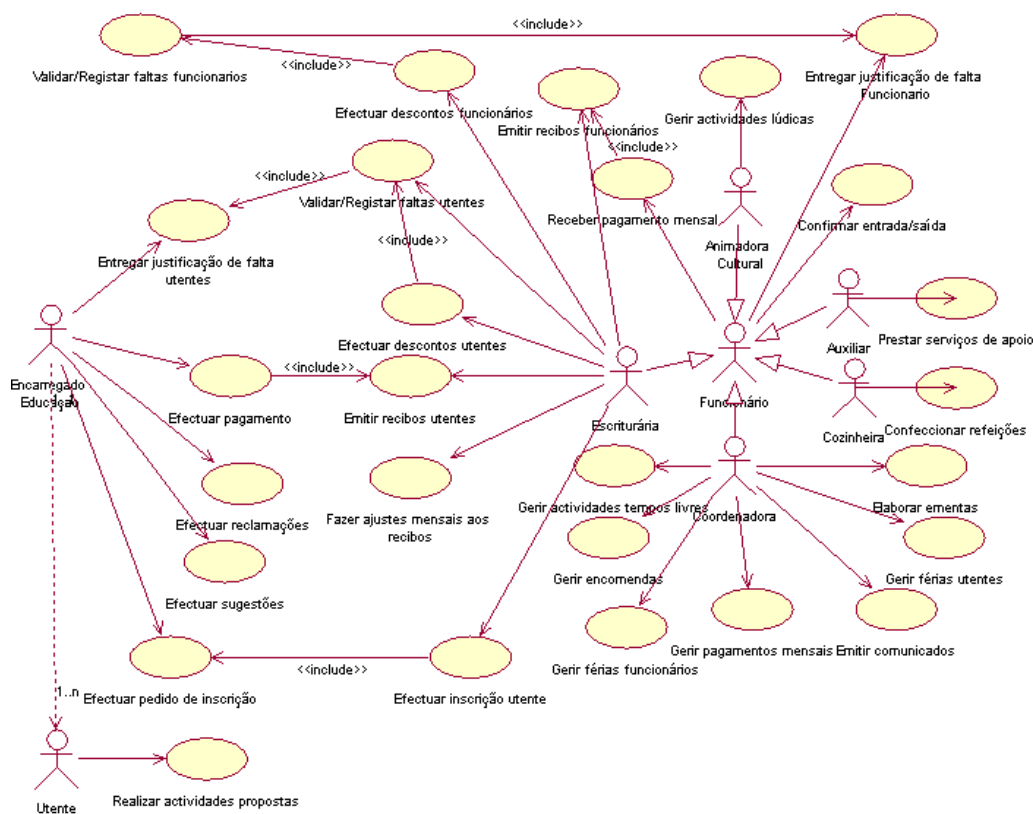 <<include>>
Validar/Registar faltas funcionarios
<<include>>
<<include>>
Entregar justificação de falta
Funcionario
Efectuar descontos funcionários
Emitir recibos funcionários
Gerir actividades lúdicas
<<include>>
<<include>>
Validar/Registar faltas utentes
Receber pagamento mensal
Confirmar entrada/saída
Entregar justificação de falta
utentes
<<include>>
Animadora
Cultural
Efectuar descontos utentes
Auxiliar
Prestar serviços de apoio
Encarregado
Educação
<<include>>
Efectuar pagamento
Emitir recibos utentes
Escriturária
Funcionário
Cozinheira
Confeccionar refeições
Efectuar reclamações
Fazer ajustes mensais aos
recibos
Gerir actividades tempos livres
Coordenadora
Elaborar ementas
Gerir encomendas
Gerir férias utentes
Efectuar sugestões
Gerir férias funcionários
Gerir pagamentos mensais
Emitir comunicados
<<include>>
1..n
Efectuar pedido de inscrição
Efectuar inscrição utente
Utente
Realizar actividades propostas